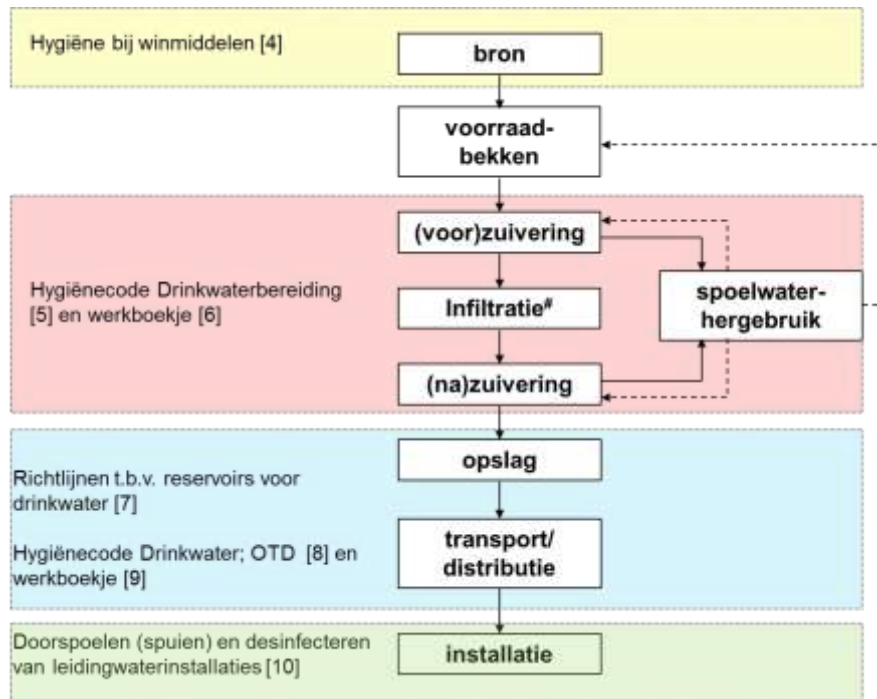 Hygiëne bij winmiddelen [4]
bron
voorraad-
bekken
(voor)zuivering
Hygiënecode Drinkwaterbereiding
[5] en werkboekje [6]
Infiltratie#
spoelwater-
hergebruik
(na)zuivering
opslag
Richtlijnen t.b.v. reservoirs voor
drinkwater [7]
transport/
distributie
Hygiënecode Drinkwater; OTD [8] en
werkboekje [9]
Doorspoelen (spuien) en desinfecteren
van leidingwaterinstallaties [10]
installatie